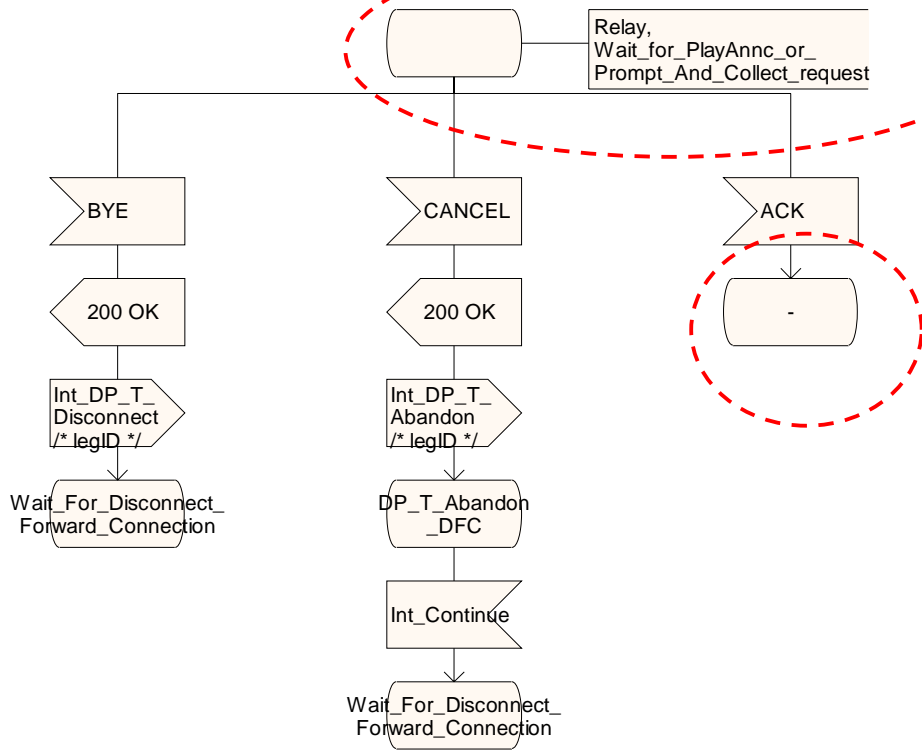 Relay,
Wait_for_PlayAnnc_or_
Prompt_And_Collect_request
BYE
CANCEL
ACK
200 OK
200 OK
-
Int_DP_T_
Disconnect
/* legID */
Int_DP_T_
Abandon
/* legID */
Wait_For_Disconnect_
Forward_Connection
DP_T_Abandon
_DFC
Int_Continue
Wait_For_Disconnect_
Forward_Connection